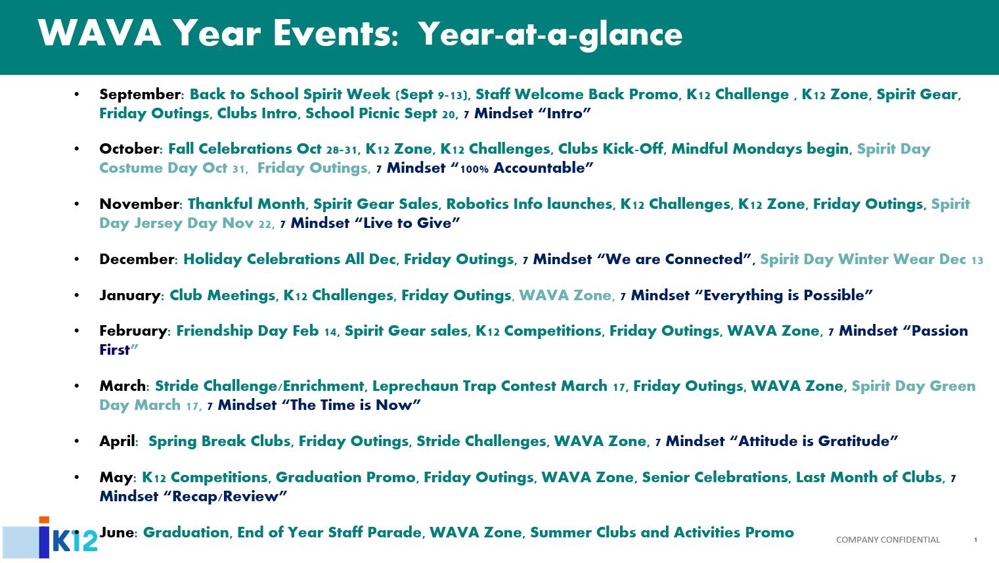 WAVA Year Events: Year-at-a-glance
• September: Back to School Spirit Week (Sept 9-13), Staff Welcome Back Promo, K12 Challenge , K12 Zone, Spirit Gear,
Friday Outings, Clubs Intro, School Picnic Sept 20, 7 Mindset “Intro”
• October: Fall Celebrations Oct 28-31, K12 Zone, K12 Challenges, Clubs Kick-Off, Mindful Mondays begin, Spirit Day
Costume Day Oct 31, Friday Outings, 7 Mindset “100% Accountable”
• November: Thankful Month, Spirit Gear Sales, Robotics Info launches, K12 Challenges, K12 Zone, Friday Outings, Spirit
Day Jersey Day Nov 22, 7 Mindset “Live to Give”
• December: Holiday Celebrations All Dec, Friday Outings, 7 Mindset “We are Connected”, Spirit Day Winter Wear Dec 13
• January: Club Meetings, K12 Challenges, Friday Outings, WAVA Zone, 7 Mindset “Everything is Possible”
• February: Friendship Day Feb 14, Spirit Gear sales, K12 Competitions, Friday Outings, WAVA Zone, 7 Mindset “Passion
First”
• March: Stride Challenge/Enrichment, Leprechaun Trap Contest March 17, Friday Outings, WAVA Zone, Spirit Day Green
Day March 17, 7 Mindset “The Time is Now”
• April: Spring Break Clubs, Friday Outings, Stride Challenges, WAVA Zone, 7 Mindset “Attitude is Gratitude”
• May: K12 Competitions, Graduation Promo, Friday Outings, WAVA Zone, Senior Celebrations, Last Month of Clubs, 7
Mindset “Recap/Review”
• June: Graduation, End of Year Staff Parade, WAVA Zone, Summer Clubs and Activities Promo
K12
COMPANY CONFIDENTIAL 1